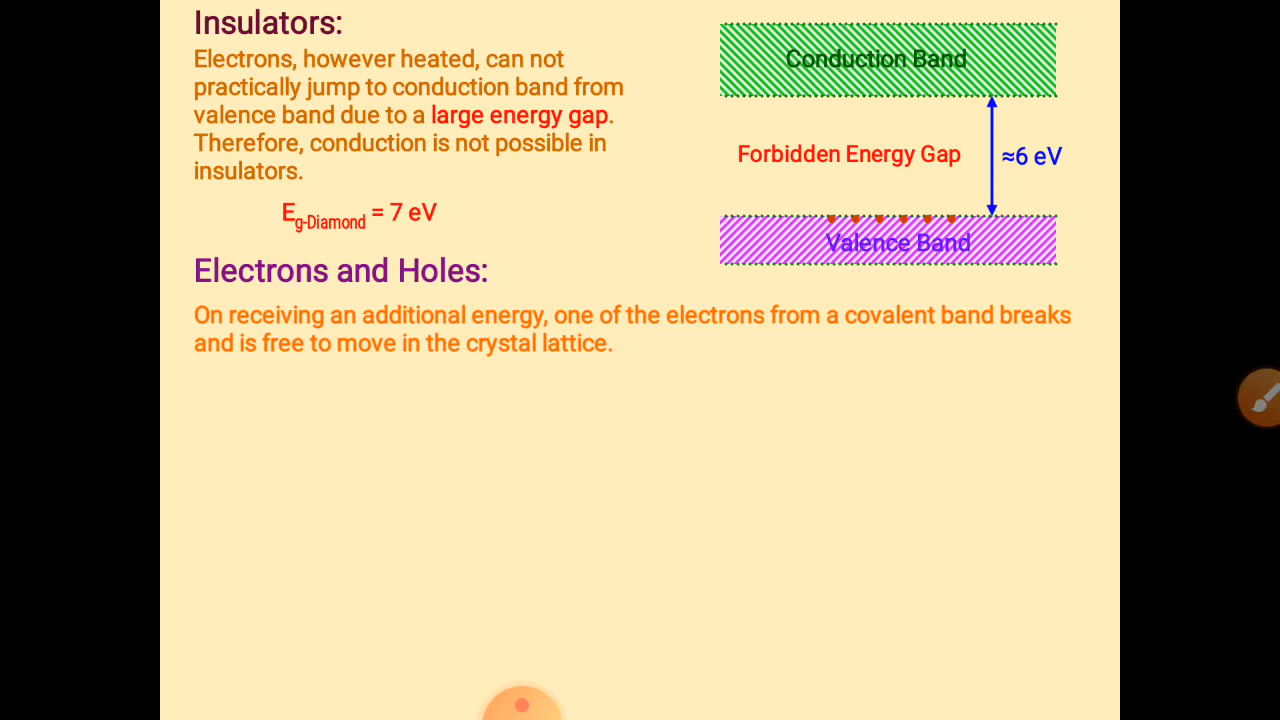 Insulators:
Electrons, however heated, can not
practically jump to conduction band from
valence band due to a large energy gap.
Therefore, conduction is not possible in
insulators.
Eg-Diamond = 7 eV
Conduction Band
Forbidden Energy Gap
≈6 eV
Valence Band
Electrons and Holes:
On receiving an additional energy, one of the electrons from a covalent band breaks
and is free to move in the crystal lattice.